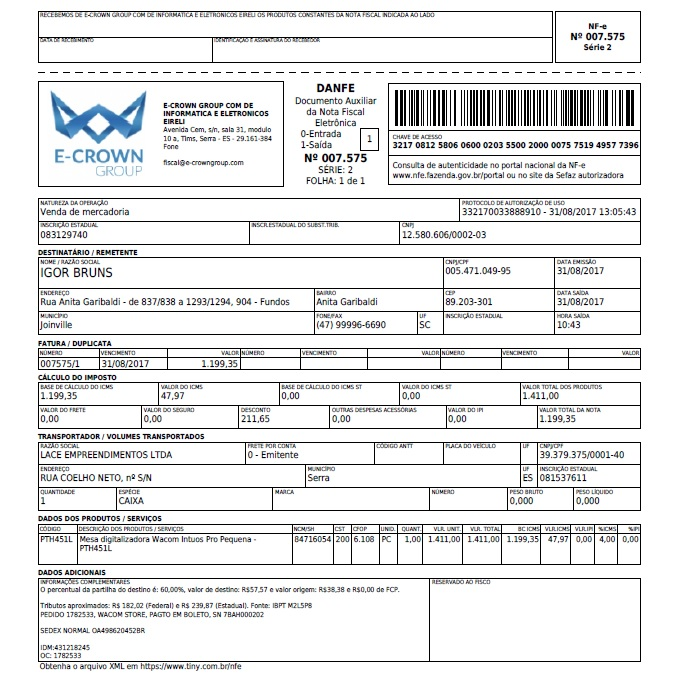 RECEBEMOS DE E-CROWN GROUP COM DE INFORMATICA E ELETRONICOS EIRELI OS PRODUTOS CONSTANTES DA NOTA FISCAL INDICADA AO LADO
DATA DE RECEBIMENTO
IDENTIFICAÇÃO E ASSINATURA DO RECEBEDOR
NF-e
Nº 007.575
Série 2
E-CROWN
GROUP
E-CROWN GROUP COM DE
INFORMATICA E ELETRONICOS
EIRELI
Avenida Cem, s/n, sala 31, modulo
10 a, Tims, Serra - ES - 29.161-384
Fone
fiscal@e-crowngroup.com
DANFE
Documento Auxiliar
da Nota Fiscal
Eletrônica
0-Entrada
1-Saída
1
Nº 007.575
SÉRIE: 2
FOLHA: 1 de 1
CHAVE DE ACESSO
3217 0812 5806 0600 0203 5500 2000 0075 7519 4957 7396
Consulta de autenticidade no portal nacional da NF-e
www.nfe.fazenda.gov.br/portal ou no site da Sefaz autorizadora
NATUREZA DA OPERAÇÃO
Venda de mercadoria
PROTOCOLO DE AUTORIZAÇÃO DE USO
332170033888910 - 31/08/2017 13:05:43
INSCRIÇÃO ESTADUAL
083129740
INSCR.ESTADUAL DO SUBST.TRIB.
CNPJ
12.580.606/0002-03
DESTINATÁRIO / REMETENTE
NOME / RAZÃO SOCIAL
IGOR BRUNS
CNPJ/CPF
005.471.049-95
DATA EMISSÃO
31/08/2017
ENDEREÇO
Rua Anita Garibaldi - de 837/838 a 1293/1294, 904 - Fundos
BAIRRO
Anita Garibaldi
CEP
89.203-301
DATA SAÍDA
31/08/2017
MUNICÍPIO
Joinville
FONE/FAX
(47) 99996-6690
UF
SC
INSCRIÇÃO ESTADUAL
HORA SAÍDA
10:43
FATURA / DUPLICATA
NÚMERO VENCIMENTO VALOR NÚMERO VENCIMENTO VALOR NÚMERO VENCIMENTO VALOR
007575/1 31/08/2017 1.199,35
CÁLCULO DO IMPOSTO
BASE DE CÁLCULO DO ICMS
1.199,35
VALOR DO ICMS
47,97
BASE DE CÁLCULO DO ICMS ST
0,00
VALOR DO ICMS ST
0,00
VALOR TOTAL DOS PRODUTOS
1.411,00
VALOR DO FRETE
0,00
VALOR DO SEGURO
0,00
DESCONTO
211,65
OUTRAS DESPESAS ACESSÓRIAS
0,00
VALOR DO IPI
0,00
VALOR TOTAL DA NOTA
1.199,35
TRANSPORTADOR / VOLUMES TRANSPORTADOS
RAZÃO SOCIAL
LACE EMPREENDIMENTOS LTDA
FRETE POR CONTA
0 - Emitente
CÓDIGO ANTT
PLACA DO VEÍCULO
UF
CNPJ/CPF
39.379.375/0001-40
ENDEREÇO
RUA COELHO NETO, nº S/N
MUNICÍPIO
Serra
UF
ES
INSCRIÇÃO ESTADUAL
081537611
QUANTIDADE
1
ESPÉCIE
CAIXA
MARCA
NÚMERO
PESO BRUTO
0,000
PESO LÍQUIDO
0,000
DADOS DOS PRODUTOS / SERVIÇOS
CÓDIGO DESCRIÇÃO DOS PRODUTOS / SERVIÇOS NCM/SH CST CFOP UNID. QUANT. VLR. UNIT. VLR. TOTAL BC ICMS VLR.ICMS VLR.IPI %ICMS %IPI
PTH451L Mesa digitalizadora Wacom Intuos Pro Pequena - 84716054 200 6.108 PC 1,00 1.411,00 1.411,00 1.199,35 47,97 0,00 4,00 0,00
PTH451L
DADOS ADICIONAIS
INFORMAÇÕES COMPLEMENTARES
RESERVADO AO FISCO
O percentual da partilha do destino é: 60,00%, valor de destino: R$57,57 e valor origem: R$38,38 e R$0,00 de FCP.
Tributos aproximados: R$ 182,02 (Federal) e R$ 239,87 (Estadual). Fonte: IBPT M2L5P8
PEDIDO 1782533, WACOM STORE, PAGTO EM BOLETO, SN 7BAH000202
SEDEX NORMAL OA498620452BR
IDM:431218245
OC: 1782533
Obtenha o arquivo XML em https://www.tiny.com.br/nfe